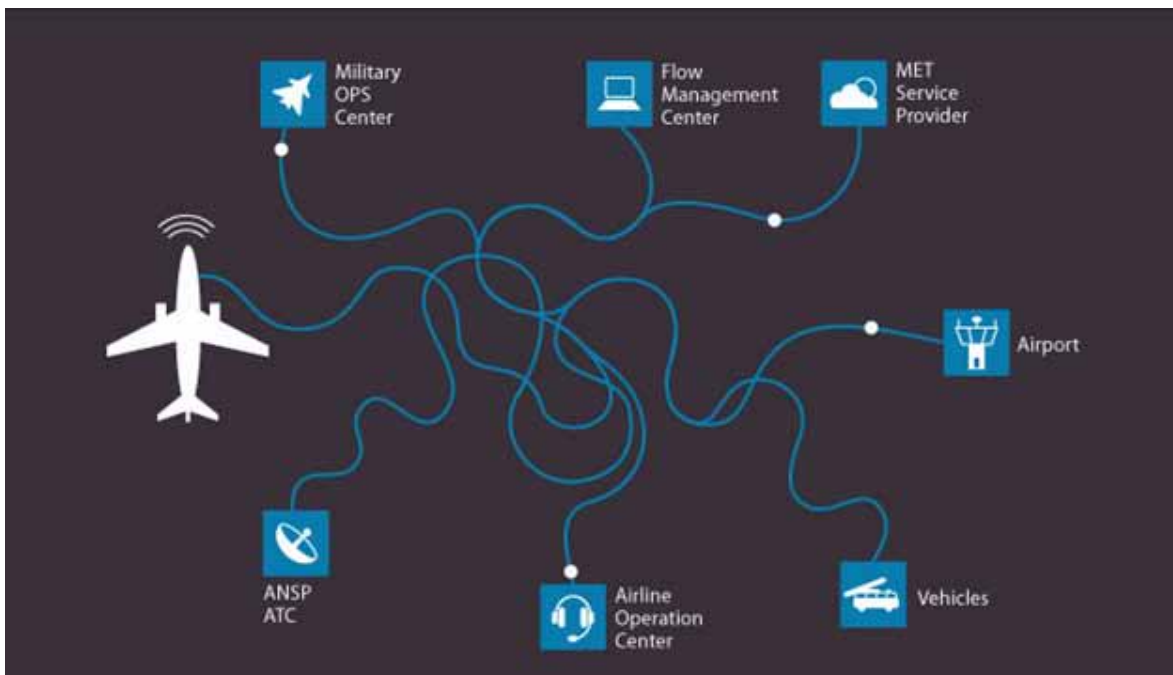 Military
OPS
Center
Flow
Management
Center
MET
Service
Provider
Airport
ANSP
ATC
Airline
Operation
Center
Vehicles